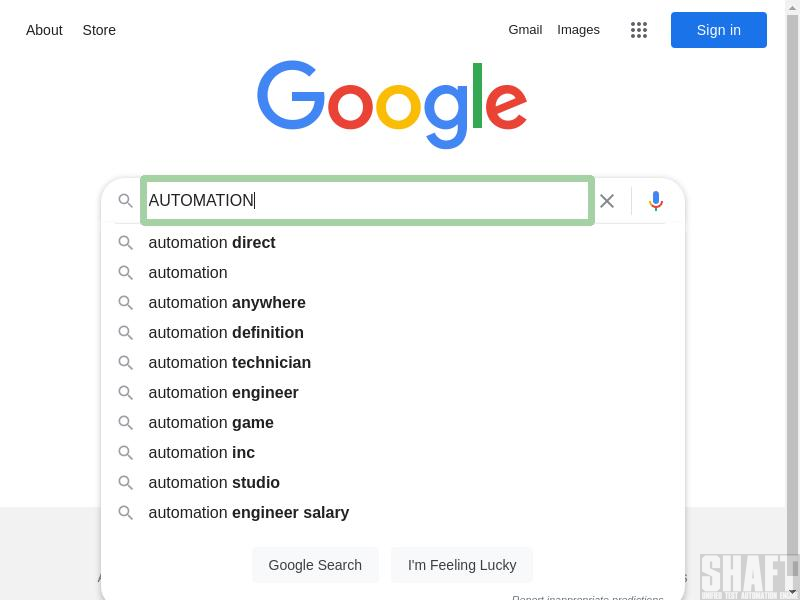 About Store Gmail Images Sign in
Google
AUTOMATION
automation direct
automation
automation anywhere
automation definition
automation technician
automation engineer
automation game
automation inc
automation studio
automation engineer salary
Google Search I'm Feeling Lucky
Report inappropriate predictions
SHAFT